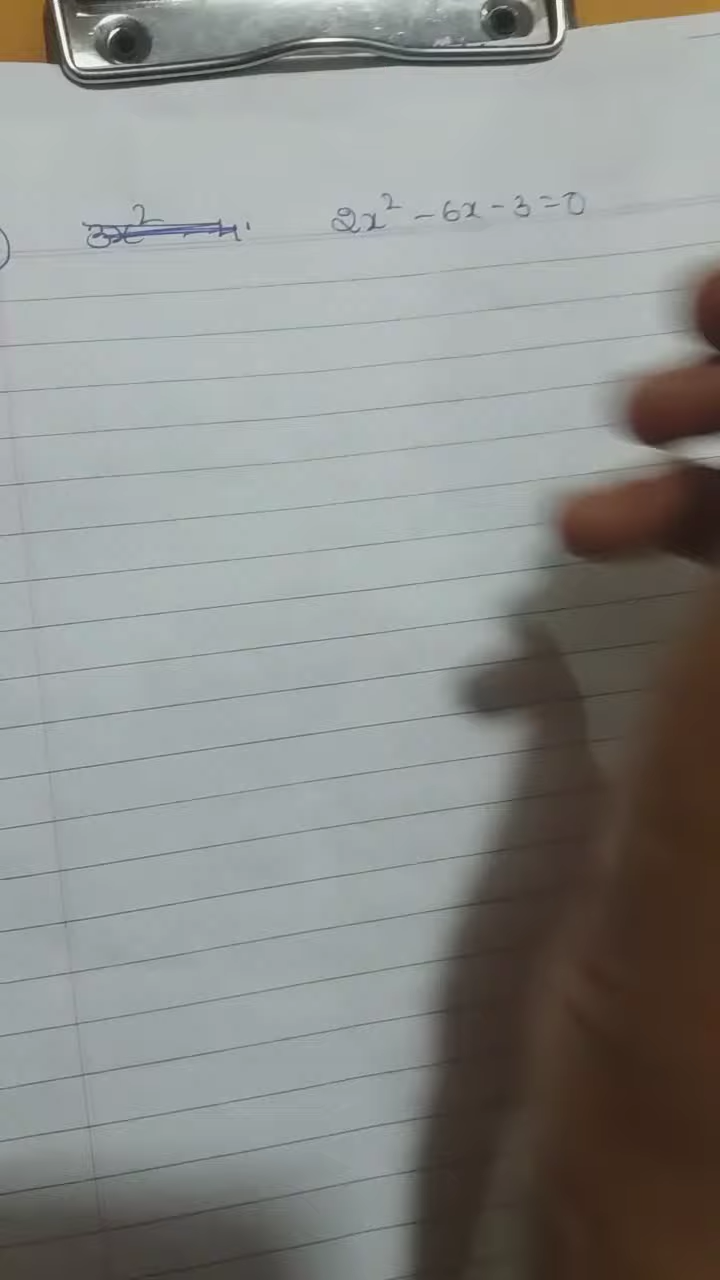 2x² - 6x - 3 = 0